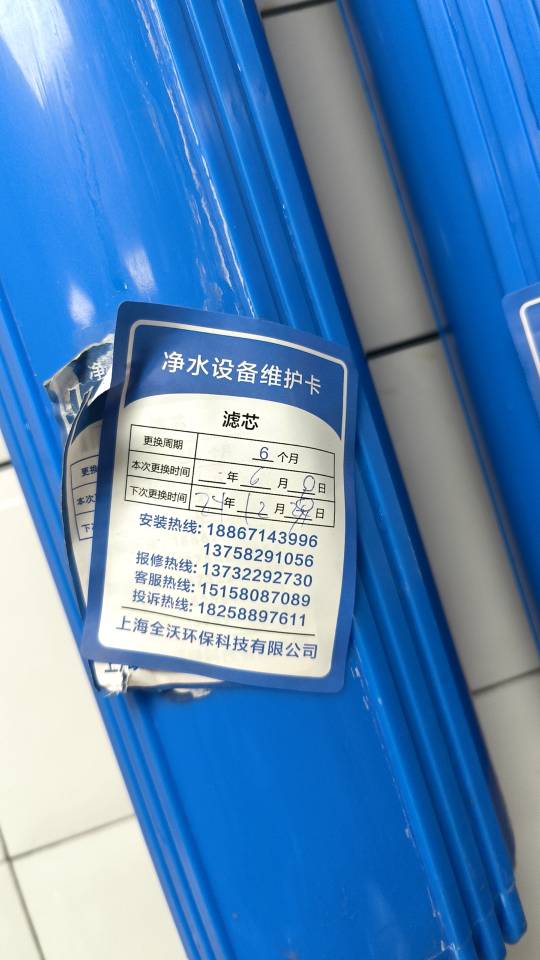 净水设备维护卡
滤芯
更换周期 6 个月
本次更换时间 年 6 月 日
下次更换时间 24 年 12 月 日
安装热线: 18867143996
13758291056
报修热线: 13732292730
客服热线: 15158087089
投诉热线: 18258897611
上海全沃环保科技有限公司